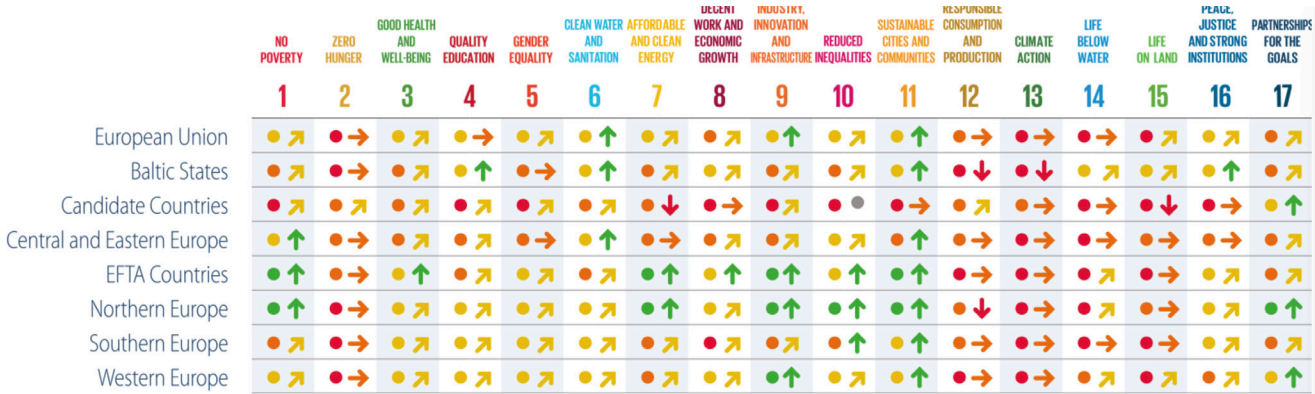 NO
POVERTY
1
ZERO
HUNGER
2
GOOD HEALTH
AND
WELL-BEING
3
QUALITY
EDUCATION
4
GENDER
EQUALITY
5
CLEAN WATER
AND
SANITATION
6
AFFORDABLE
AND CLEAN
ENERGY
7
DECENT
WORK AND
ECONOMIC
GROWTH
8
INDUSTRY,
INNOVATION
AND
INFRASTRUCTURE
9
REDUCED
INEQUALITIES
10
SUSTAINABLE
CITIES AND
COMMUNITIES
11
RESPONSIBLE
CONSUMPTION
AND
PRODUCTION
12
CLIMATE
ACTION
13
LIFE
BELOW
WATER
14
LIFE
ON LAND
15
PEACE,
JUSTICE
AND STRONG
INSTITUTIONS
16
PARTNERSHIPS
FOR THE
GOALS
17
European Union
Baltic States
Candidate Countries
Central and Eastern Europe
EFTA Countries
Northern Europe
Southern Europe
Western Europe